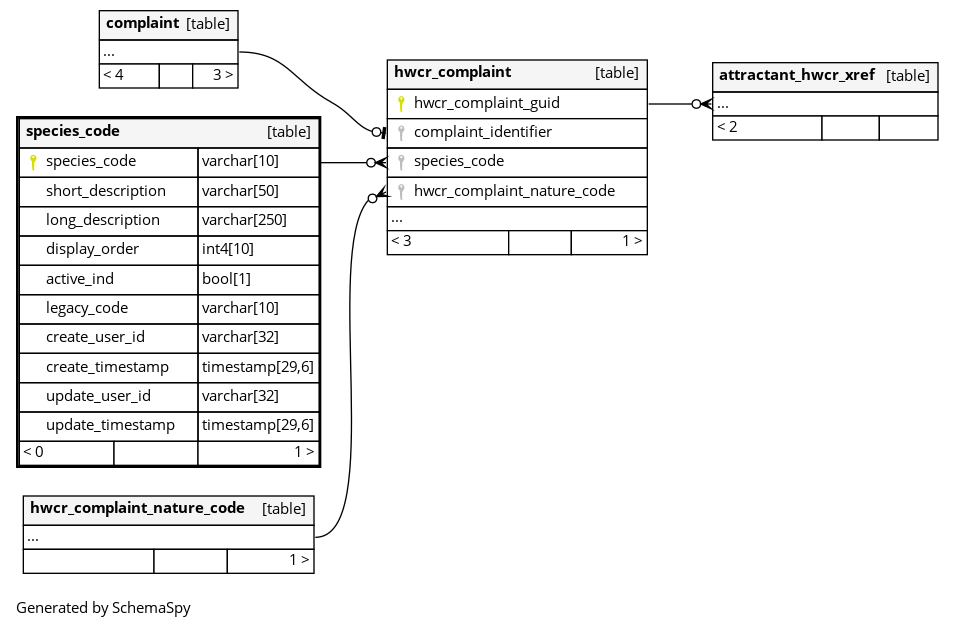 complaint [table]
...
< 4 3 >
species_code [table]
species_code varchar[10]
short_description varchar[50]
long_description varchar[250]
display_order int4[10]
active_ind bool[1]
legacy_code varchar[10]
create_user_id varchar[32]
create_timestamp timestamp[29,6]
update_user_id varchar[32]
update_timestamp timestamp[29,6]
< 0 1 >
hwcr_complaint_nature_code [table]
...
1 >
hwcr_complaint [table]
hwcr_complaint_guid
complaint_identifier
species_code
hwcr_complaint_nature_code
...
< 3 1 >
attractant_hwcr_xref [table]
...
< 2
Generated by SchemaSpy